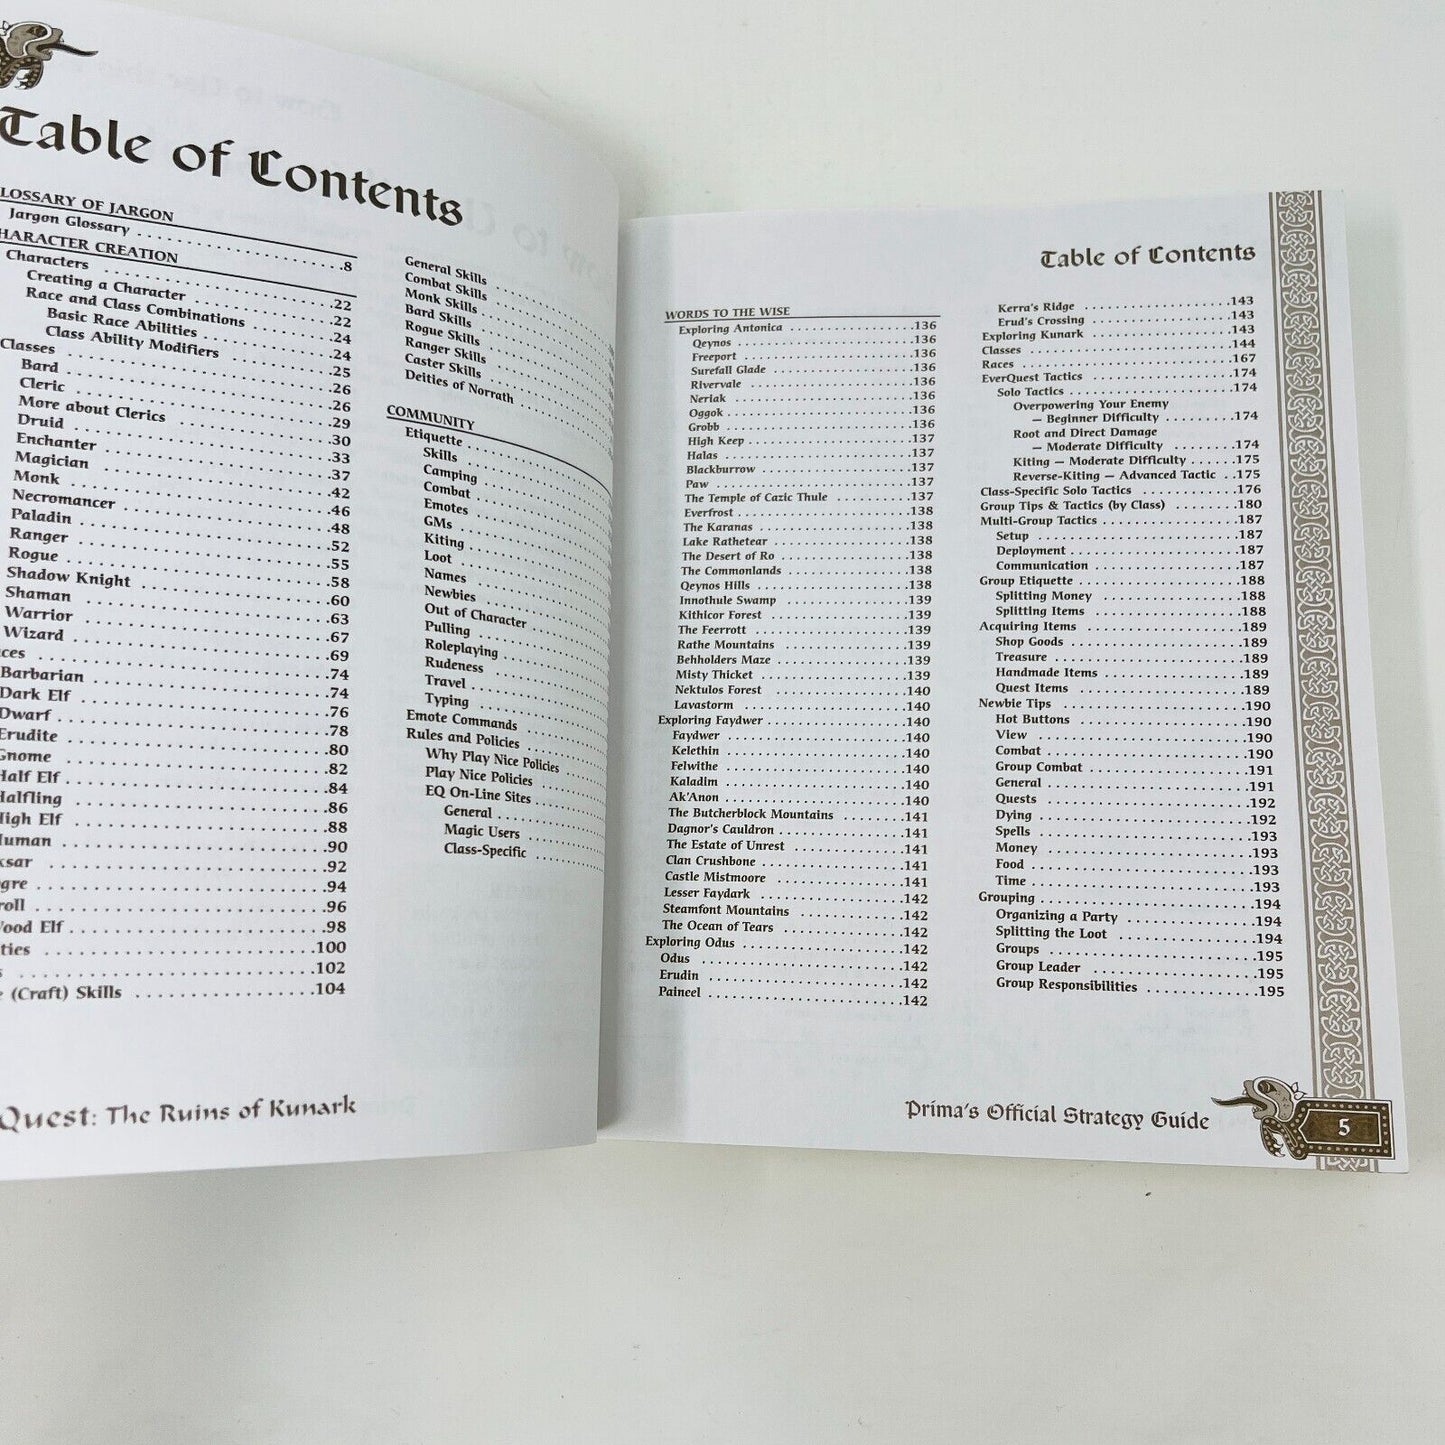 Table of Contents
LOSSARY OF JARGON
Jargon Glossary . . . . . . . . . . . . . . . . . . . .8
HARACTER CREATION
Characters . . . . . . . . . . . . . . . . . . . .22
Creating a Character . . . . . . . . . . . . .22
Race and Class Combinations . . . . . . . .24
Basic Race Abilities . . . . . . . . . . . . .24
Class Ability Modifiers . . . . . . . . . . .25
Classes . . . . . . . . . . . . . . . . . . . .26
Bard . . . . . . . . . . . . . . . . . . . .26
Cleric . . . . . . . . . . . . . . . . . . . .29
More about Clerics . . . . . . . . . . . . .30
Druid . . . . . . . . . . . . . . . . . . . .33
Enchanter . . . . . . . . . . . . . . . . . .37
Magician . . . . . . . . . . . . . . . . . .42
Monk . . . . . . . . . . . . . . . . . . . .46
Necromancer . . . . . . . . . . . . . . . .48
Paladin . . . . . . . . . . . . . . . . . . .52
Ranger . . . . . . . . . . . . . . . . . . .55
Rogue . . . . . . . . . . . . . . . . . . . .58
Shadow Knight . . . . . . . . . . . . . . .60
Shaman . . . . . . . . . . . . . . . . . . .63
Warrior . . . . . . . . . . . . . . . . . . .67
Wizard . . . . . . . . . . . . . . . . . . .69
ces . . . . . . . . . . . . . . . . . . . .74
Barbarian . . . . . . . . . . . . . . . . . .74
Dark Elf . . . . . . . . . . . . . . . . . . .76
Dwarf . . . . . . . . . . . . . . . . . . . .78
Erudite . . . . . . . . . . . . . . . . . . .80
Gnome . . . . . . . . . . . . . . . . . . .82
Half Elf . . . . . . . . . . . . . . . . . . .84
Halfling . . . . . . . . . . . . . . . . . . .86
High Elf . . . . . . . . . . . . . . . . . . .88
Human . . . . . . . . . . . . . . . . . . .90
ksar . . . . . . . . . . . . . . . . . . . .92
gre . . . . . . . . . . . . . . . . . . . .94
roll . . . . . . . . . . . . . . . . . . . .96
Wood Elf . . . . . . . . . . . . . . . . . .98
ties . . . . . . . . . . . . . . . . . . . .100
s . . . . . . . . . . . . . . . . . . . .102
e (Craft) Skills . . . . . . . . . . . . . . . .104
General Skills . . . . . . . . . .
Combat Skills . . . . . . . . . .
Monk Skills . . . . . . . . . .
Bard Skills . . . . . . . . . .
Rogue Skills . . . . . . . . . .
Ranger Skills . . . . . . . . . .
Caster Skills . . . . . . . . . .
Deities of Norrath . . . . . . . . . .
COMMUNITY
Etiquette . . . . . . . . . .
Skills . . . . . . . . . .
Camping . . . . . . . . . .
Combat . . . . . . . . . .
Emotes . . . . . . . . . .
GMs . . . . . . . . . .
Kiting . . . . . . . . . .
Loot . . . . . . . . . .
Names . . . . . . . . . .
Newbies . . . . . . . . . .
Out of Character . . . . . . . . . .
Pulling . . . . . . . . . .
Roleplaying . . . . . . . . . .
Rudeness . . . . . . . . . .
Travel . . . . . . . . . .
Typing . . . . . . . . . .
Emote Commands . . . . . . . . . .
Rules and Policies . . . . . . . . . .
Why Play Nice Policies . . . . . .
Play Nice Policies . . . . . . . .
EQ On-Line Sites . . . . . . . .
General . . . . . . . . . .
Magic Users . . . . . . . . . .
Class-Specific . . . . . . . . . .
Quest: The Ruins of Kunark
Table of Contents
WORDS TO THE WISE
Exploring Antonica . . . . . . . . . . . . . . .136
Qeynos . . . . . . . . . . . . . . . . . . . .136
Freeport . . . . . . . . . . . . . . . . . . . .136
Surefall Glade . . . . . . . . . . . . . . . . .136
Rivervale . . . . . . . . . . . . . . . . . . .136
Neriak . . . . . . . . . . . . . . . . . . . .136
Oggok . . . . . . . . . . . . . . . . . . . .136
Grobb . . . . . . . . . . . . . . . . . . . .136
High Keep . . . . . . . . . . . . . . . . . .137
Halas . . . . . . . . . . . . . . . . . . . .137
Blackburrow . . . . . . . . . . . . . . . . .137
Paw . . . . . . . . . . . . . . . . . . . .137
The Temple of Cazic Thule . . . . . . . . .137
Everfrost . . . . . . . . . . . . . . . . . . .138
The Karanas . . . . . . . . . . . . . . . . .138
Lake Rathetear . . . . . . . . . . . . . . .138
The Desert of Ro . . . . . . . . . . . . . .138
The Commonlands . . . . . . . . . . . . .138
Qeynos Hills . . . . . . . . . . . . . . . .138
Innothule Swamp . . . . . . . . . . . . . .139
Kithicor Forest . . . . . . . . . . . . . . .139
The Feerrott . . . . . . . . . . . . . . . .139
Rathe Mountains . . . . . . . . . . . . . .139
Behholders Maze . . . . . . . . . . . . . .139
Misty Thicket . . . . . . . . . . . . . . . .139
Nektulos Forest . . . . . . . . . . . . . .140
Lavastorm . . . . . . . . . . . . . . . . .140
Exploring Faydwer . . . . . . . . . . . . . .140
Faydwer . . . . . . . . . . . . . . . . . .140
Kelethin . . . . . . . . . . . . . . . . . .140
Felwithe . . . . . . . . . . . . . . . . . .140
Kaladim . . . . . . . . . . . . . . . . . .140
Ak'Anon . . . . . . . . . . . . . . . . . .140
The Butcherblock Mountains . . . . . . . .141
Dagnor's Cauldron . . . . . . . . . . . . .141
The Estate of Unrest . . . . . . . . . . . .141
Clan Crushbone . . . . . . . . . . . . . .141
Castle Mistmoore . . . . . . . . . . . . .141
Lesser Faydark . . . . . . . . . . . . . .142
Steamfont Mountains . . . . . . . . . . .142
The Ocean of Tears . . . . . . . . . . . .142
Exploring Odus . . . . . . . . . . . . . . .142
Odus . . . . . . . . . . . . . . . . . . .142
Erudin . . . . . . . . . . . . . . . . . . .142
Paineel . . . . . . . . . . . . . . . . . . .142
Kerra's Ridge . . . . . . . . . . . . . . . .143
Erud's Crossing . . . . . . . . . . . . . . .143
Exploring Kunark . . . . . . . . . . . . . .143
Classes . . . . . . . . . . . . . . . . . . .144
Races . . . . . . . . . . . . . . . . . . . .167
EverQuest Tactics . . . . . . . . . . . . . .174
Solo Tactics . . . . . . . . . . . . . . . .174
Overpowering Your Enemy
— Beginner Difficulty . . . . . . . . .174
Root and Direct Damage
— Moderate Difficulty . . . . . . . .174
Kiting — Moderate Difficulty . . . . . .175
Reverse-Kiting — Advanced Tactic . .175
Class-Specific Solo Tactics . . . . . . . . .176
Group Tips & Tactics (by Class) . . . . . . .180
Multi-Group Tactics . . . . . . . . . . . . .187
Setup . . . . . . . . . . . . . . . . . . .187
Deployment . . . . . . . . . . . . . . . .187
Communication . . . . . . . . . . . . . .187
Group Etiquette . . . . . . . . . . . . . . .188
Splitting Money . . . . . . . . . . . . . .188
Splitting Items . . . . . . . . . . . . . . .188
Acquiring Items . . . . . . . . . . . . . . .189
Shop Goods . . . . . . . . . . . . . . . .189
Treasure . . . . . . . . . . . . . . . . . .189
Handmade Items . . . . . . . . . . . . . .189
Quest Items . . . . . . . . . . . . . . . .189
Newbie Tips . . . . . . . . . . . . . . . . .190
Hot Buttons . . . . . . . . . . . . . . . .190
View . . . . . . . . . . . . . . . . . . . .190
Combat . . . . . . . . . . . . . . . . . .190
Group Combat . . . . . . . . . . . . . . .191
General . . . . . . . . . . . . . . . . . .191
Quests . . . . . . . . . . . . . . . . . . .192
Dying . . . . . . . . . . . . . . . . . . .192
Spells . . . . . . . . . . . . . . . . . . .193
Money . . . . . . . . . . . . . . . . . . .193
Food . . . . . . . . . . . . . . . . . . . .193
Time . . . . . . . . . . . . . . . . . . . .193
Grouping . . . . . . . . . . . . . . . . . .194
Organizing a Party . . . . . . . . . . . . .194
Splitting the Loot . . . . . . . . . . . . .194
Groups . . . . . . . . . . . . . . . . . . .195
Group Leader . . . . . . . . . . . . . . .195
Group Responsibilities . . . . . . . . . . .195
Prima's Official Strategy Guide
5